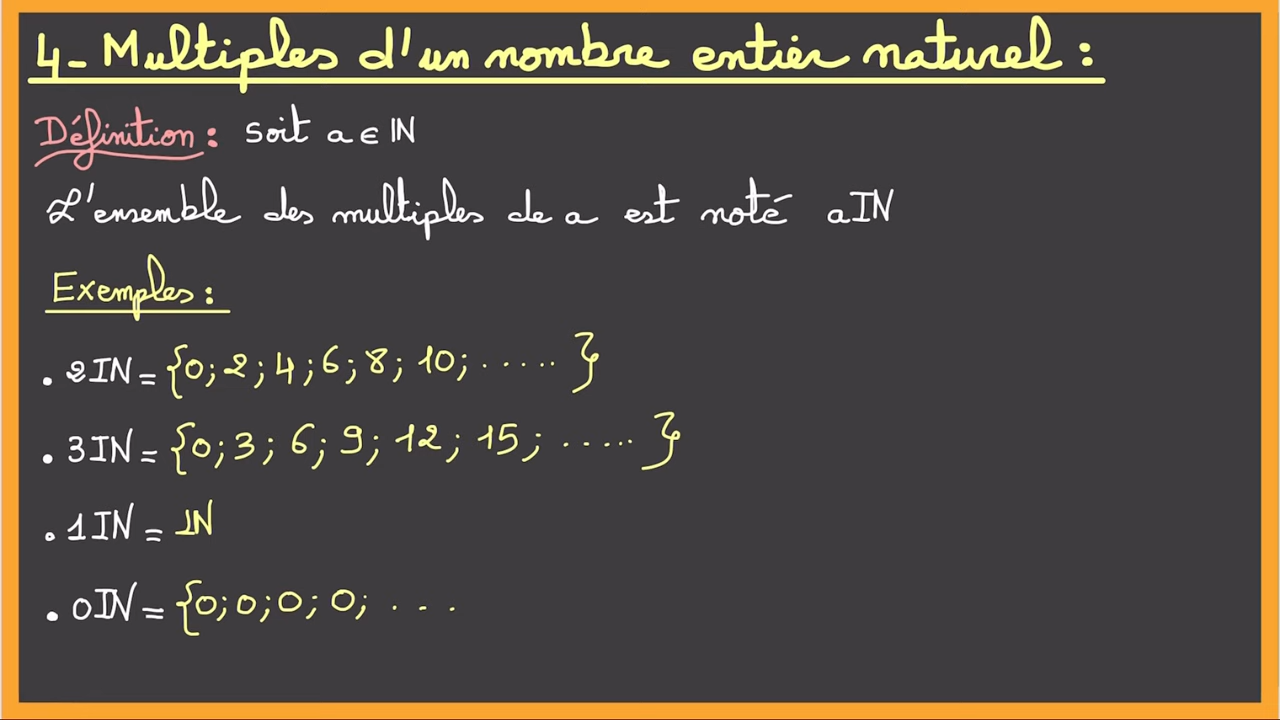 4- Multiples d'un nombre entier naturel :
Définition : Soit a ∈ IN
L'ensemble des multiples de a est noté aIN
Exemples :
. 2IN = {0; 2; 4; 6; 8; 10; ..... }
. 3IN = {0; 3; 6; 9; 12; 15; ..... }
. 1IN = IN
. 0IN = {0; 0; 0; 0; ...